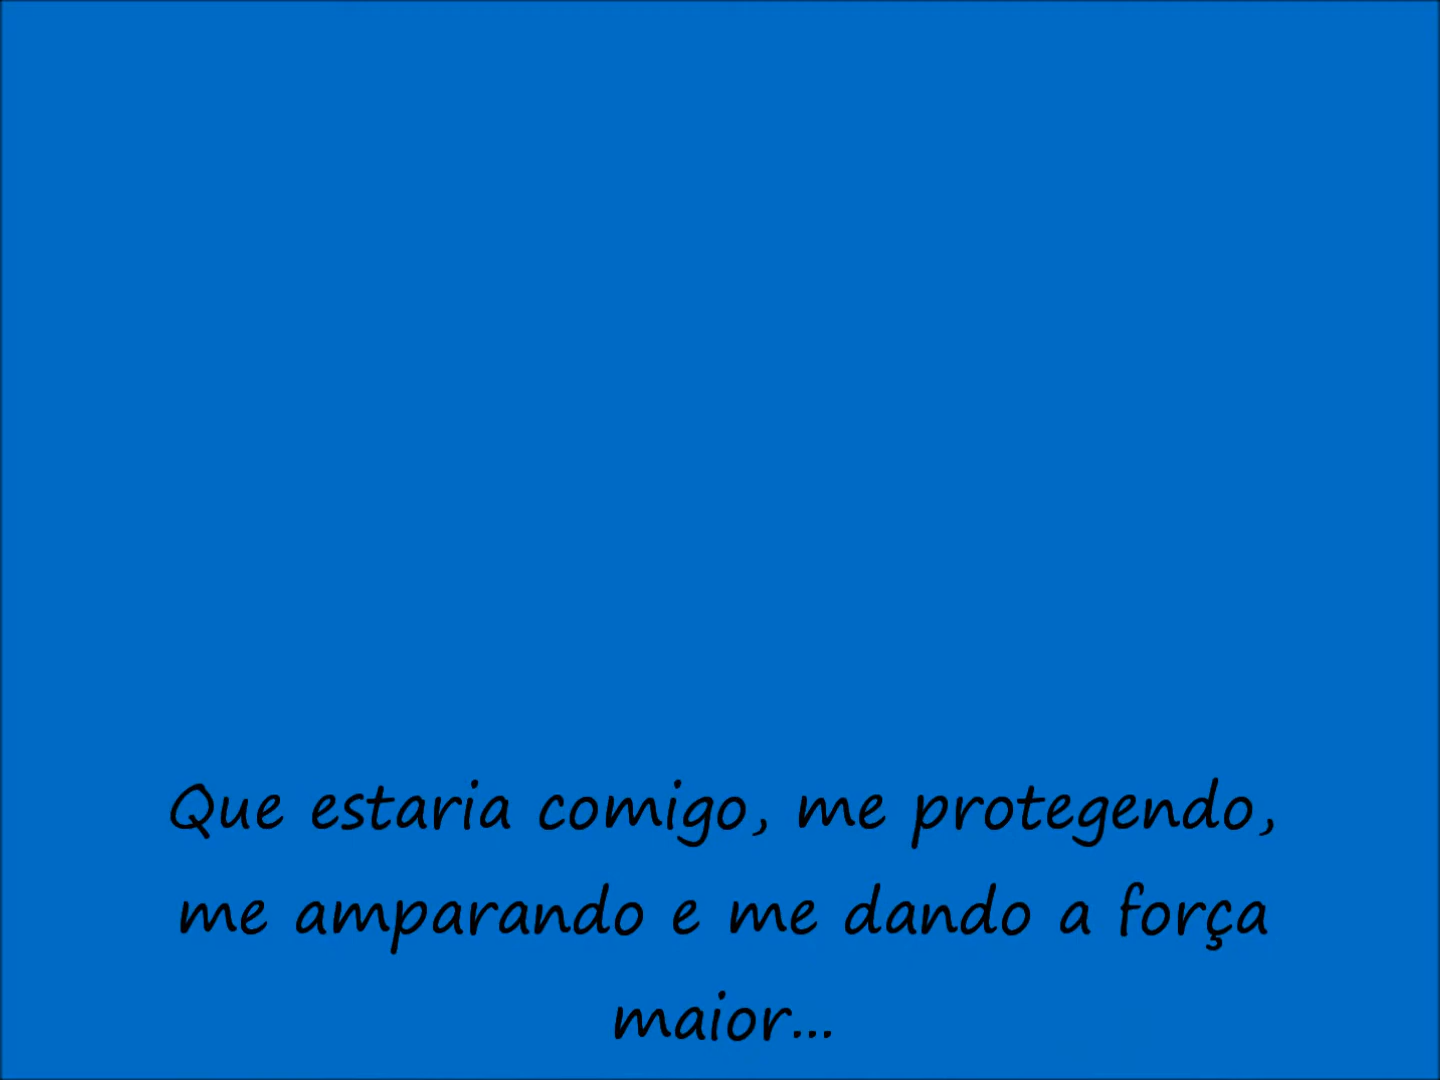 Que estaria comigo, me protegendo,
me amparando e me dando a força
maior...